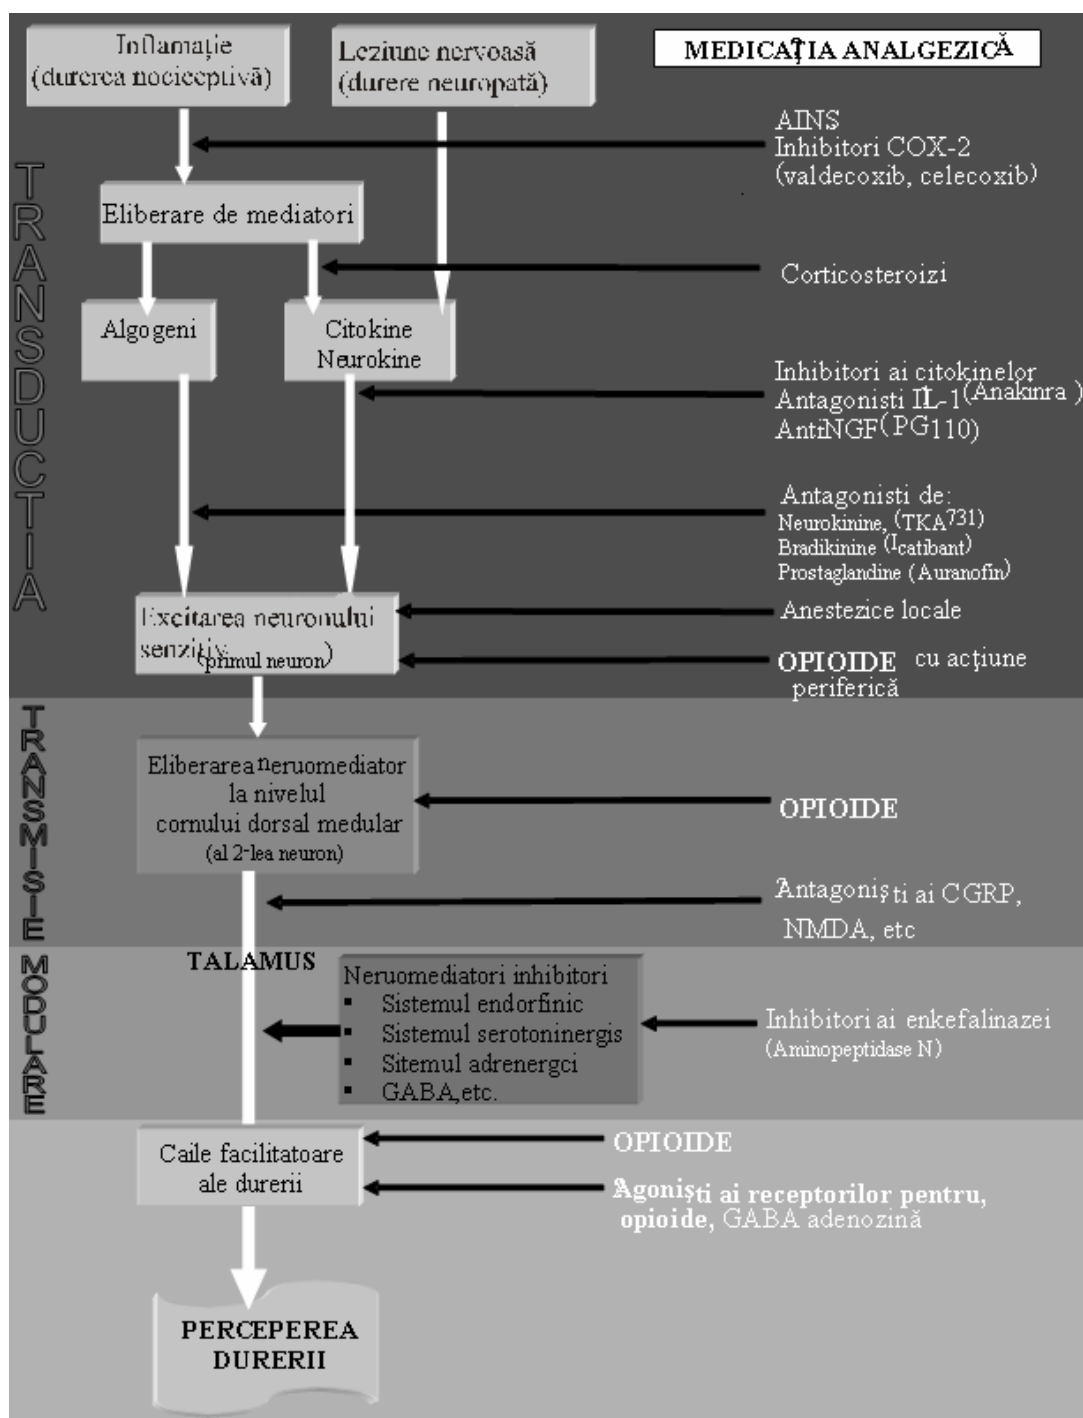 Inflamație
(durerea nociceptivă)
Leziune nervoasă
(durere neuropată)
MEDICAȚIA ANALGEZICĂ
TRANSDUCTIA
AINS
Inhibitori COX-2
(valdecoxib, celecoxib)
Eliberare de mediatori
Corticosteroizi
Algogeni
Citokine
Neurokine
Inhibitori ai citokinelor
Antagonisti IL-1(Anakinra )
AntiNGF(PG110)
Antagonisti de:
Neurokinine, (TKA731)
Bradikinine (Icatibant)
Prostaglandine (Auranofin)
Excitarea neuronului
senzitiv
(primul neuron)
Anestezice locale
OPIOIDE cu acţiune
periferică
TRANSMISIE
Eliberarea neruomediator
la nivelul
cornului dorsal medular
(al 2-lea neuron)
OPIOIDE
Antagonişti ai CGRP,
NMDA, etc
MODULARE
TALAMUS
Neruomediatori inhibitori
▪ Sistemul endorfinic
▪ Sistemul serotoninergis
▪ Sitemul adrenergci
▪ GABA,etc.
Inhibitori ai enkefalinazei
(Aminopeptidase N)
Caile facilitatoare
ale durerii
OPIOIDE
Agonişti ai receptorilor pentru,
opioide, GABA adenozină
PERCEPEREA
DURERII